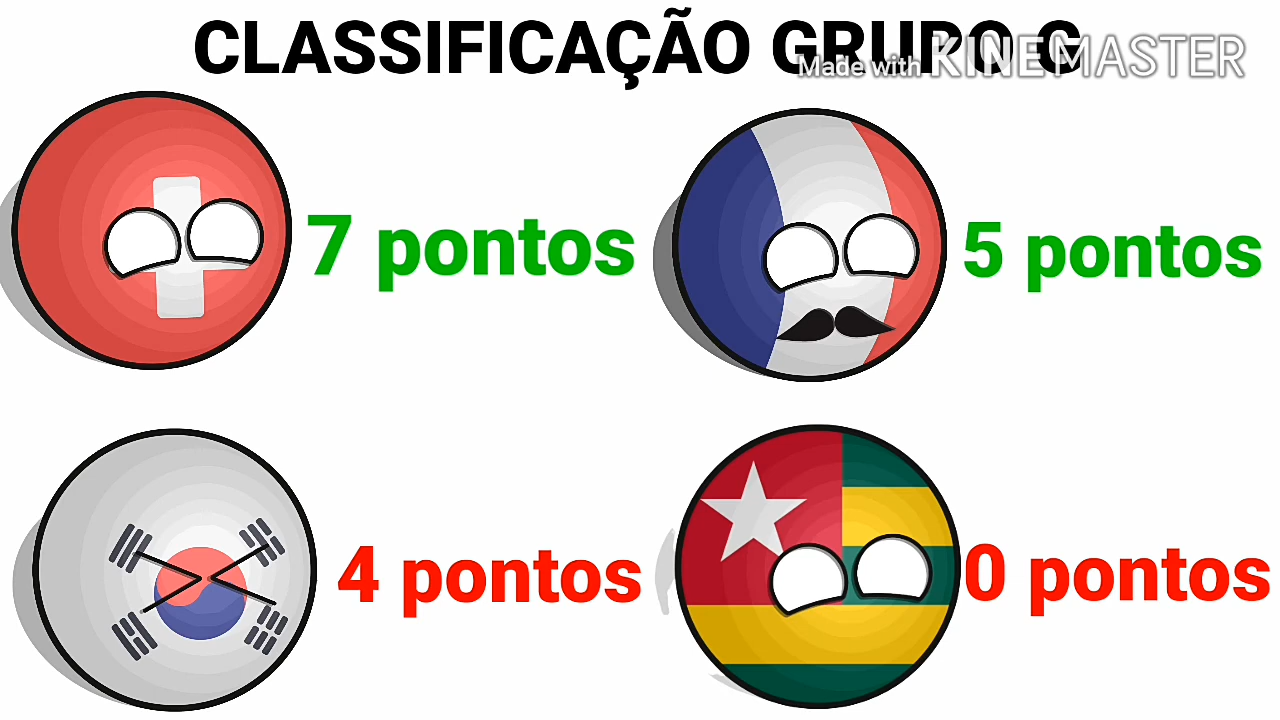 CLASSIFICAÇÃO GRUPO G
Made with KINEMASTER
7 pontos
5 pontos
4 pontos
0 pontos